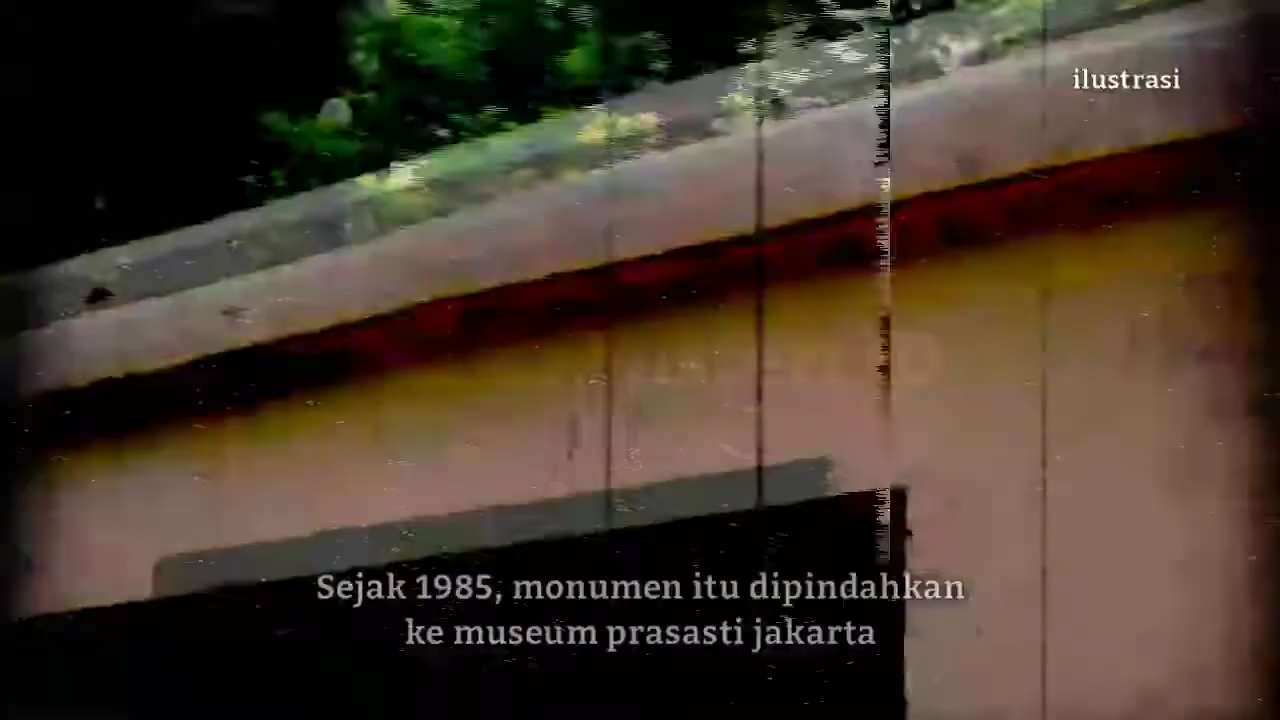 ilustrasi
Sejak 1985, monumen itu dipindahkan
ke museum prasasti jakarta